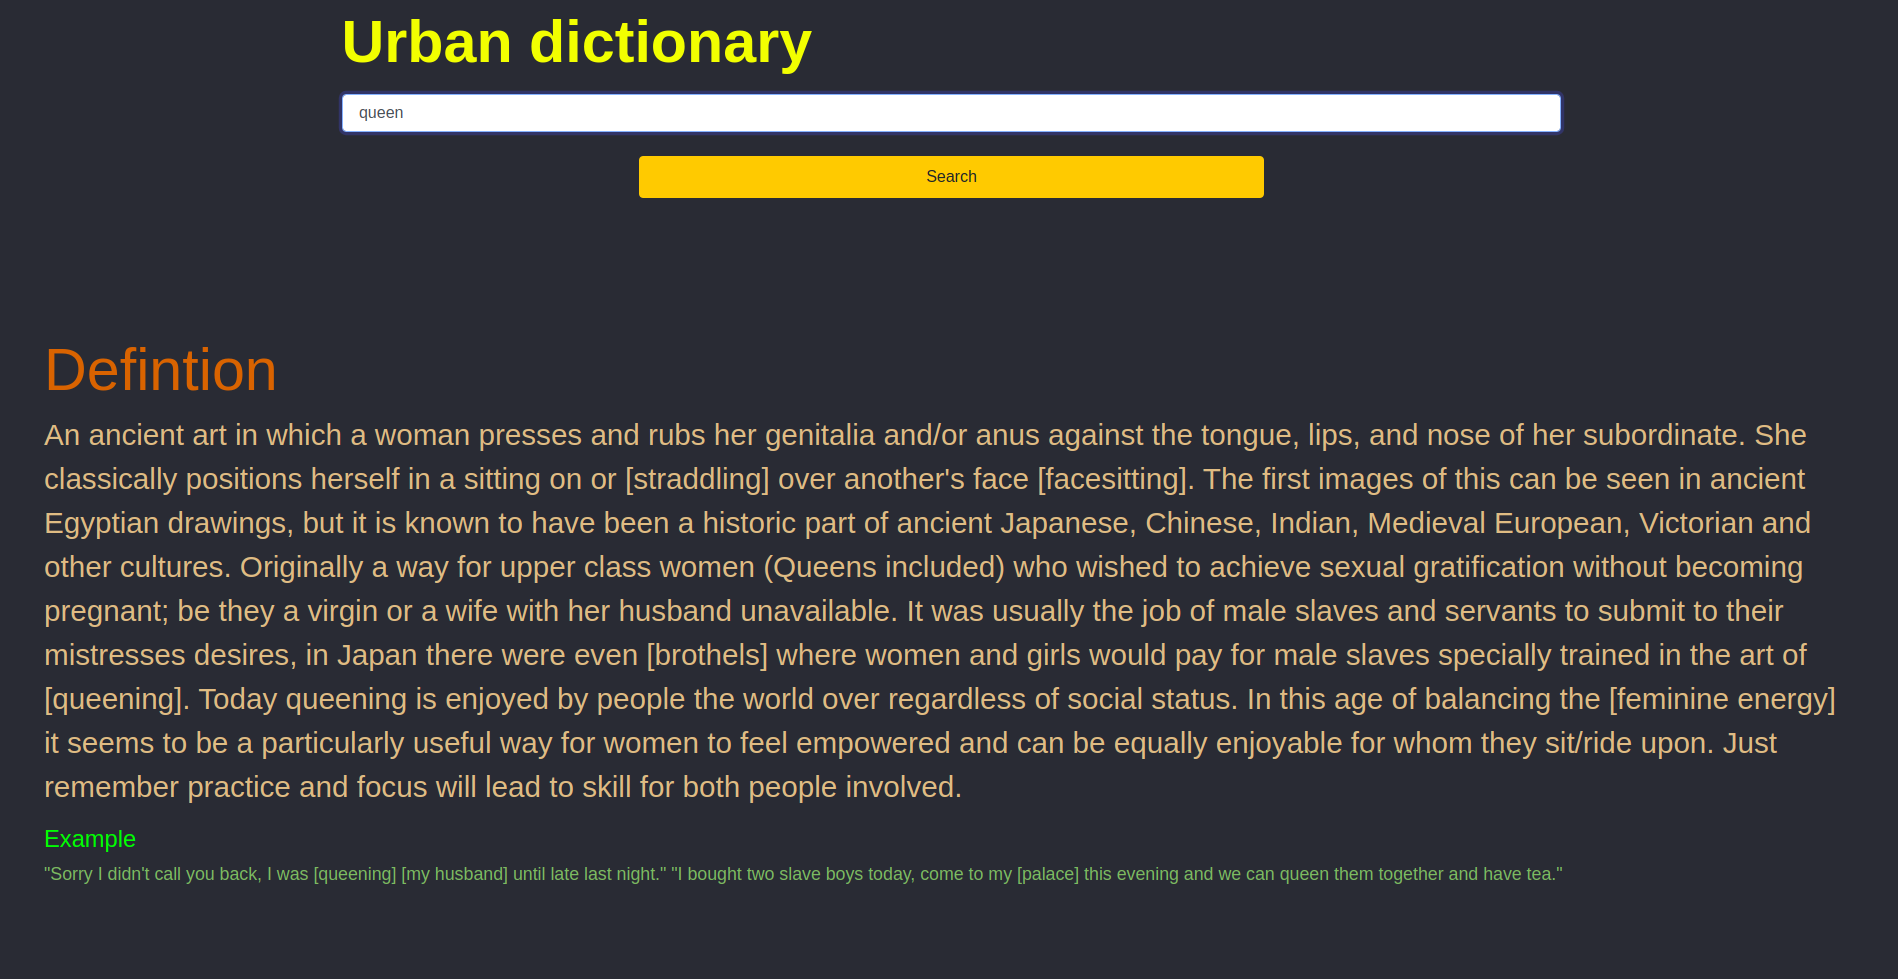 Urban dictionary
queen
Search
Defintion
An ancient art in which a woman presses and rubs her genitalia and/or anus against the tongue, lips, and nose of her subordinate. She
classically positions herself in a sitting on or [straddling] over another's face [facesitting]. The first images of this can be seen in ancient
Egyptian drawings, but it is known to have been a historic part of ancient Japanese, Chinese, Indian, Medieval European, Victorian and
other cultures. Originally a way for upper class women (Queens included) who wished to achieve sexual gratification without becoming
pregnant; be they a virgin or a wife with her husband unavailable. It was usually the job of male slaves and servants to submit to their
mistresses desires, in Japan there were even [brothels] where women and girls would pay for male slaves specially trained in the art of
[queening]. Today queening is enjoyed by people the world over regardless of social status. In this age of balancing the [feminine energy]
it seems to be a particularly useful way for women to feel empowered and can be equally enjoyable for whom they sit/ride upon. Just
remember practice and focus will lead to skill for both people involved.
Example
"Sorry I didn't call you back, I was [queening] [my husband] until late last night." "I bought two slave boys today, come to my [palace] this evening and we can queen them together and have tea."